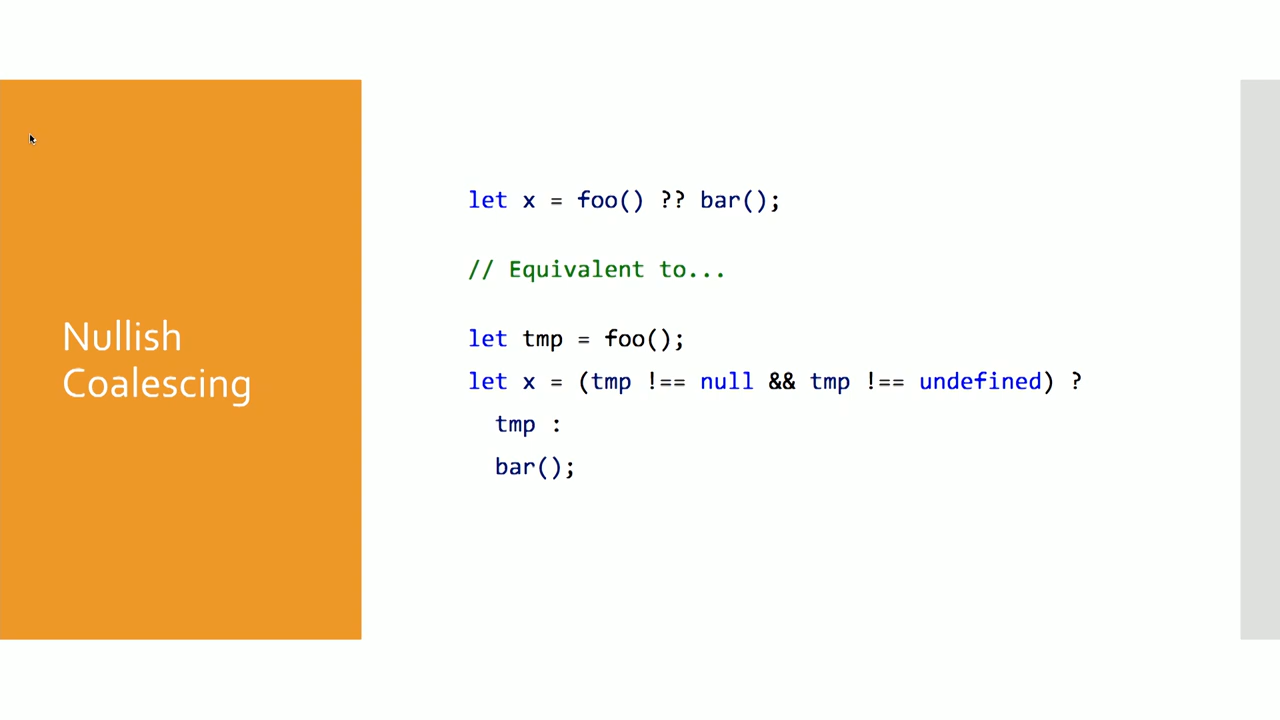 Nullish
Coalescing
let x = foo() ?? bar();
// Equivalent to...
let tmp = foo();
let x = (tmp !== null && tmp !== undefined) ?
tmp :
bar();